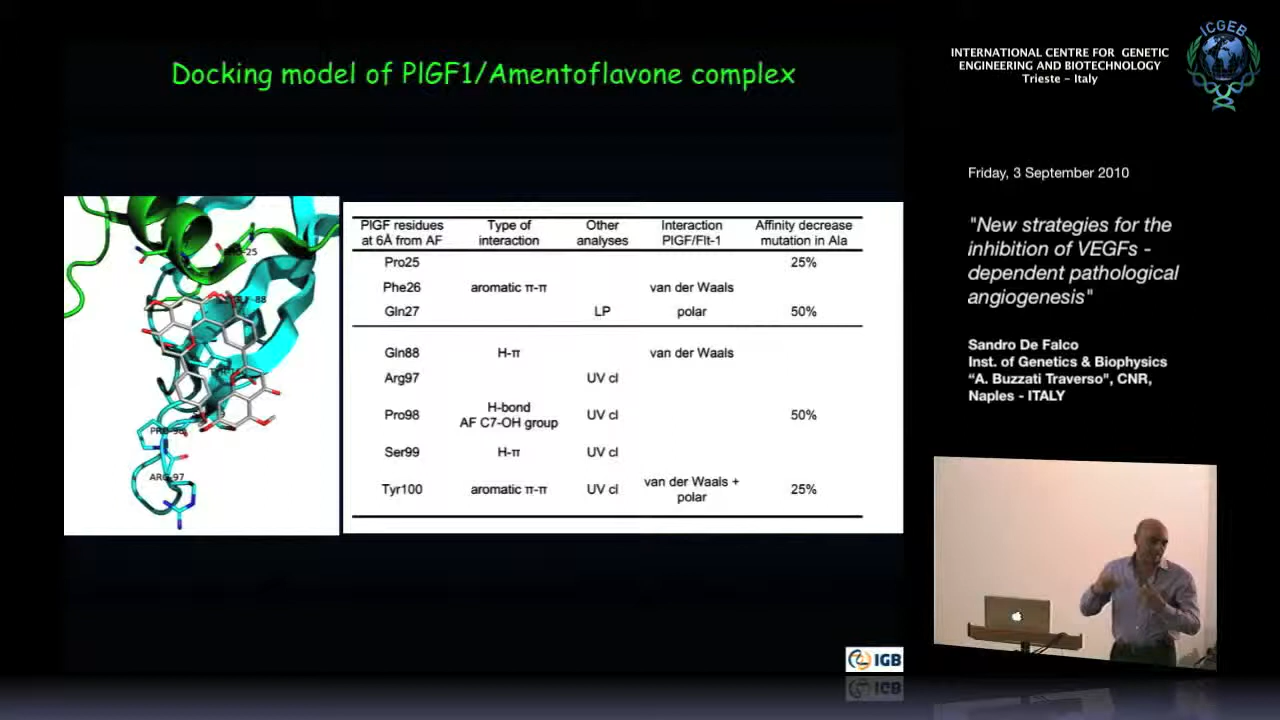 Docking model of PlGF1/Amentoflavone complex
INTERNATIONAL CENTRE FOR GENETIC
ENGINEERING AND BIOTECHNOLOGY
Trieste - Italy
ICGEB
Friday, 3 September 2010
"New strategies for the
inhibition of VEGFs -
dependent pathological
angiogenesis"
Sandro De Falco
Inst. of Genetics & Biophysics
“A. Buzzati Traverso", CNR,
Naples - ITALY
PlGF residues at 6Å from AF Type of interaction Other analyses Interaction PlGF/Flt-1 Affinity decrease mutation in Ala
Pro25 25%
Phe26 aromatic π-π van der Waals
Gln27 LP polar 50%
Gln88 H-π van der Waals
Arg97 UV cl
Pro98 H-bond AF C7-OH group UV cl 50%
Ser99 H-π UV cl
Tyr100 aromatic π-π UV cl van der Waals + polar 25%
PRO-98
ARG-97
IGB